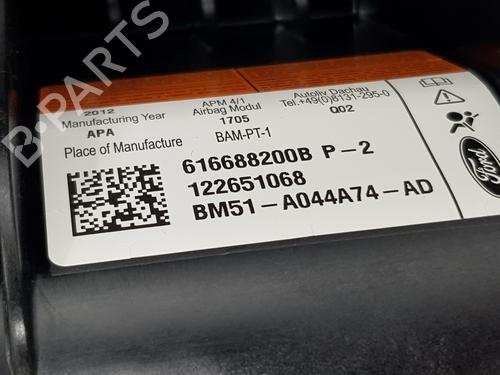 2012
Manufacturing Year
APA
Place of Manufacture
APM 4/1
Airbag Modul
1705
BAM-PT-1
Autoliv Dachau
Tel.+49(0)8131-295-0
Q02
616688200B P-2
122651068
BM51-A044A74-AD
Ford
B-PARTS